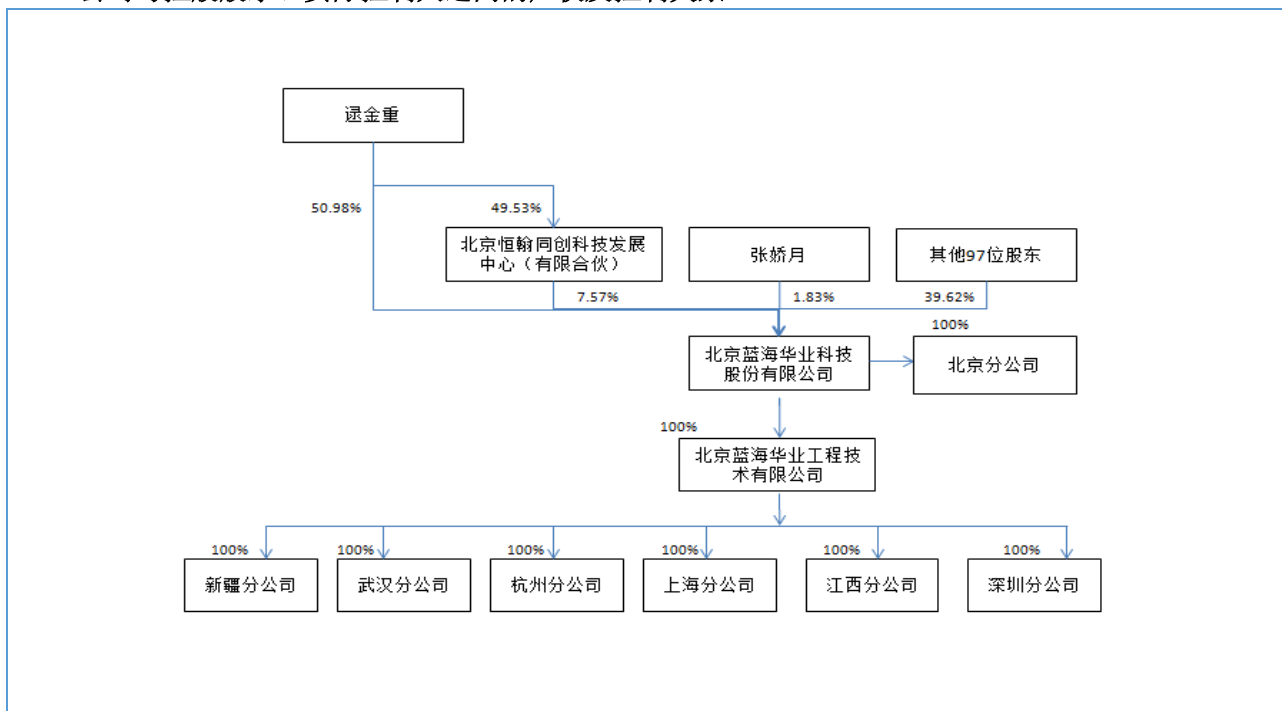 逯金重
50.98%
49.53%
北京恒翰同创科技发展
中心（有限合伙）
张娇月
其他97位股东
7.57%
1.83%
39.62%
100%
北京蓝海华业科技
股份有限公司
北京分公司
100%
北京蓝海华业工程技
术有限公司
100%
100%
100%
100%
100%
100%
新疆分公司
武汉分公司
杭州分公司
上海分公司
江西分公司
深圳分公司